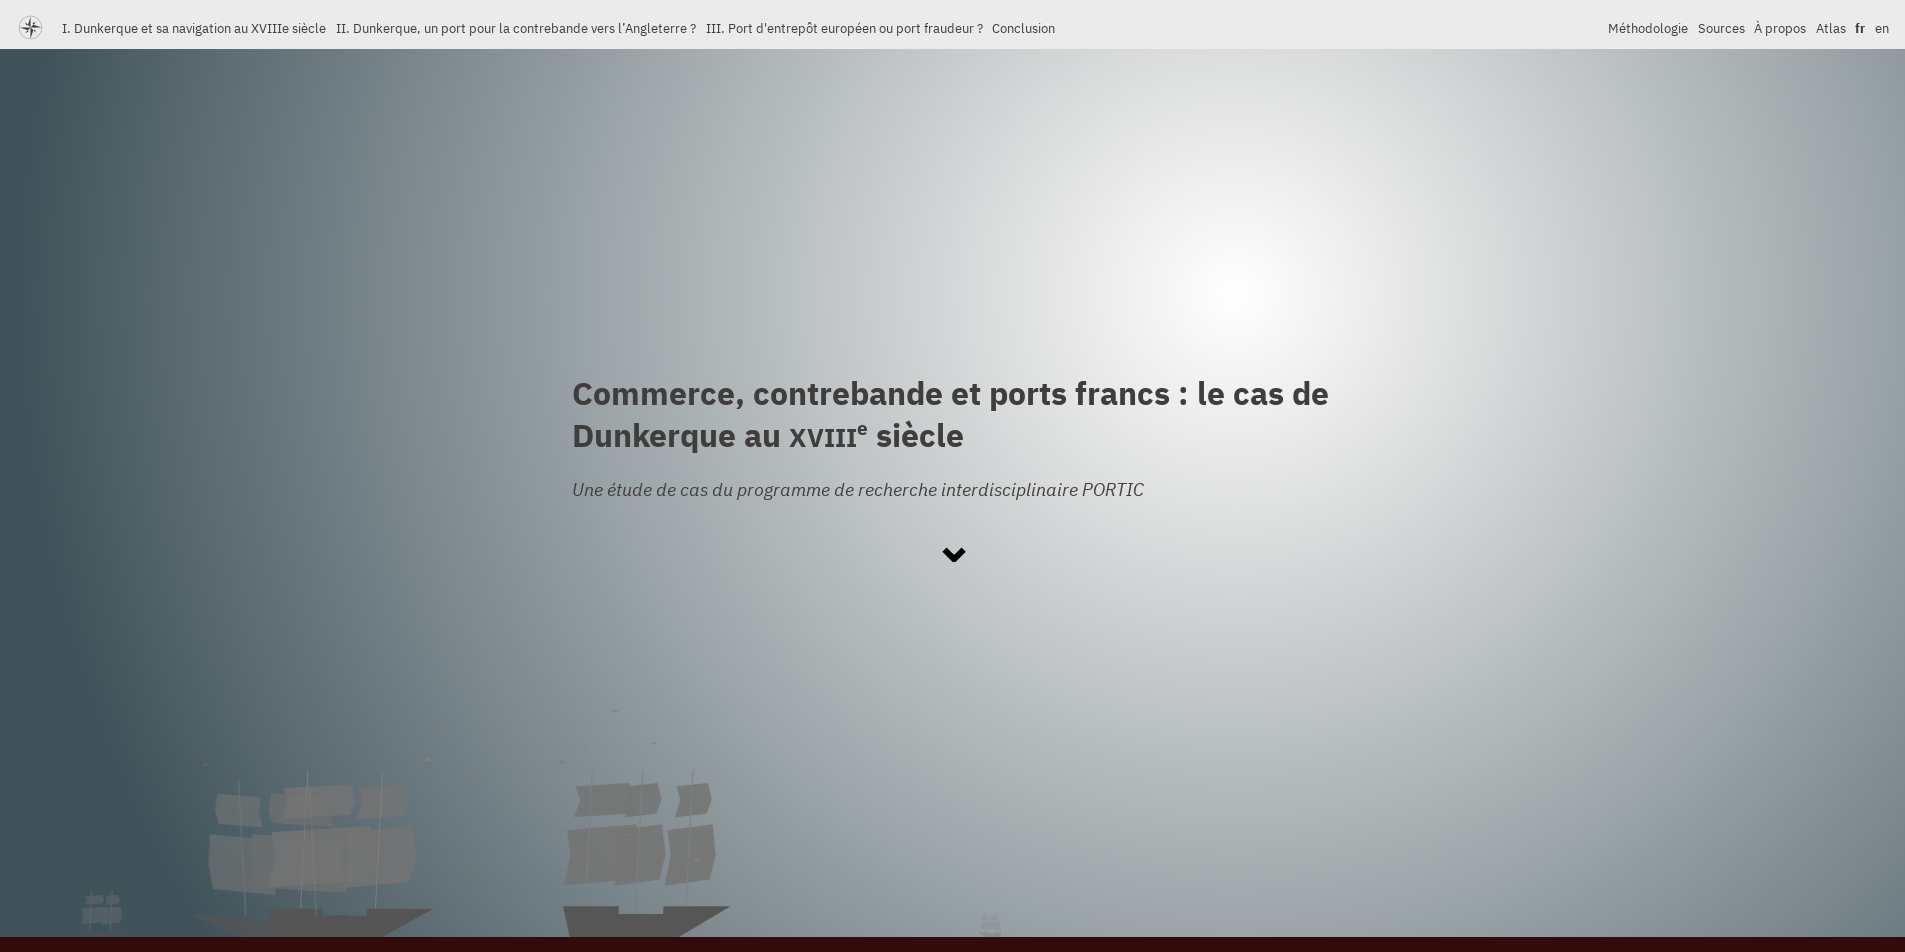 I. Dunkerque et sa navigation au XVIIIe siècle II. Dunkerque, un port pour la contrebande vers l’Angleterre ? III. Port d'entrepôt européen ou port fraudeur ? Conclusion Méthodologie Sources À propos Atlas fr en
Commerce, contrebande et ports francs : le cas de
Dunkerque au XVIIIe siècle
Une étude de cas du programme de recherche interdisciplinaire PORTIC